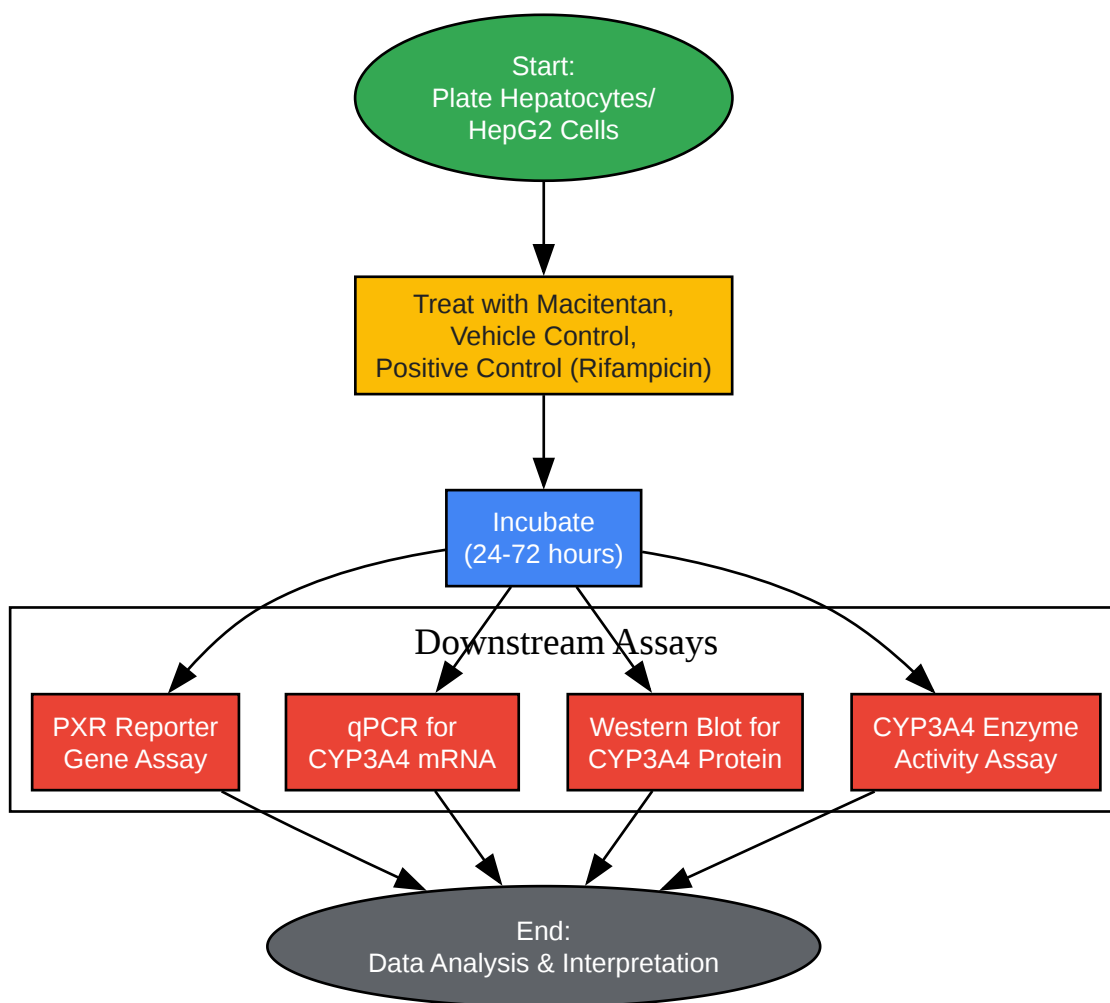 Start:
Plate Hepatocytes/
HepG2 Cells
Treat with Macitentan,
Vehicle Control,
Positive Control (Rifampicin)
Incubate
(24-72 hours)
Downstream Assays
PXR Reporter
Gene Assay
qPCR for
CYP3A4 mRNA
Western Blot for
CYP3A4 Protein
CYP3A4 Enzyme
Activity Assay
End:
Data Analysis & Interpretation